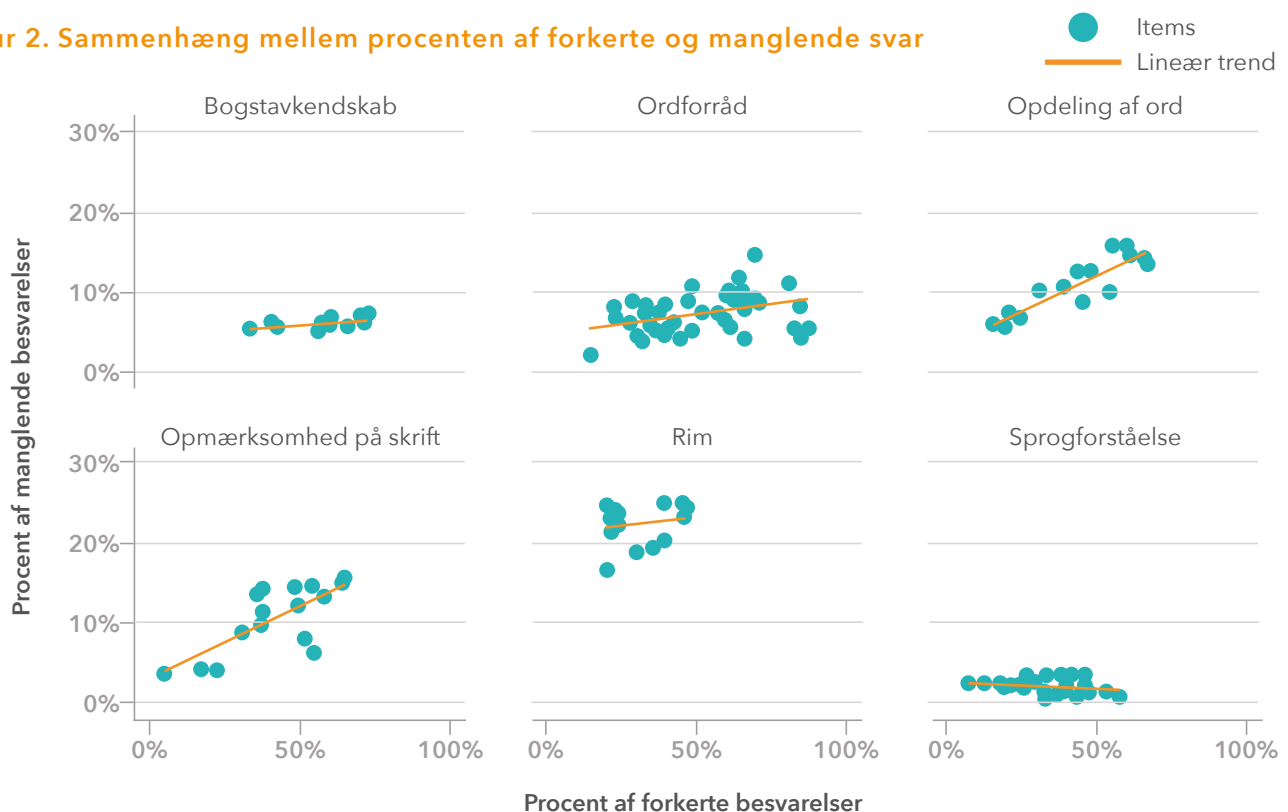 r 2. Sammenhæng mellem procenten af forkerte og manglende svar
Items
Lineær trend
Bogstavkendskab
Ordforråd
Opdeling af ord
30%
20%
10%
0%
Procent af manglende besvarelser
Opmærksomhed på skrift
Rim
Sprogforståelse
30%
20%
10%
0%
0% 50% 100% 0% 50% 100% 0% 50% 100%
Procent af forkerte besvarelser